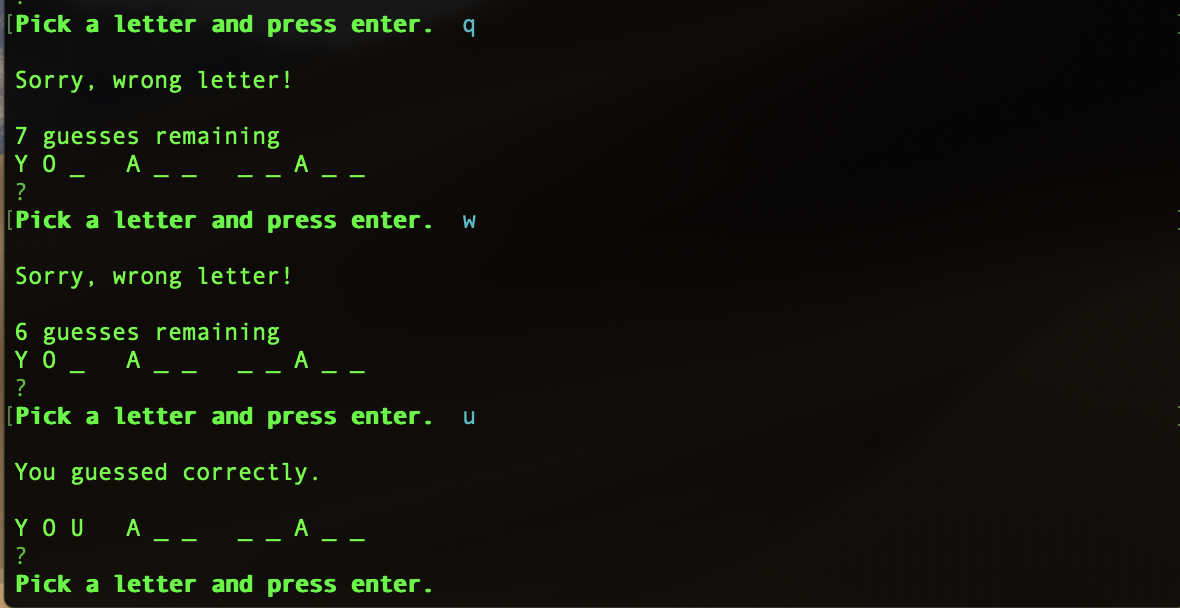 [Pick a letter and press enter.  q
Sorry, wrong letter!
7 guesses remaining
Y O _   A _ _   _ _ A _ _
?
[Pick a letter and press enter.  w
Sorry, wrong letter!
6 guesses remaining
Y O _   A _ _   _ _ A _ _
?
[Pick a letter and press enter.  u
You guessed correctly.
Y O U   A _ _   _ _ A _ _
?
Pick a letter and press enter.